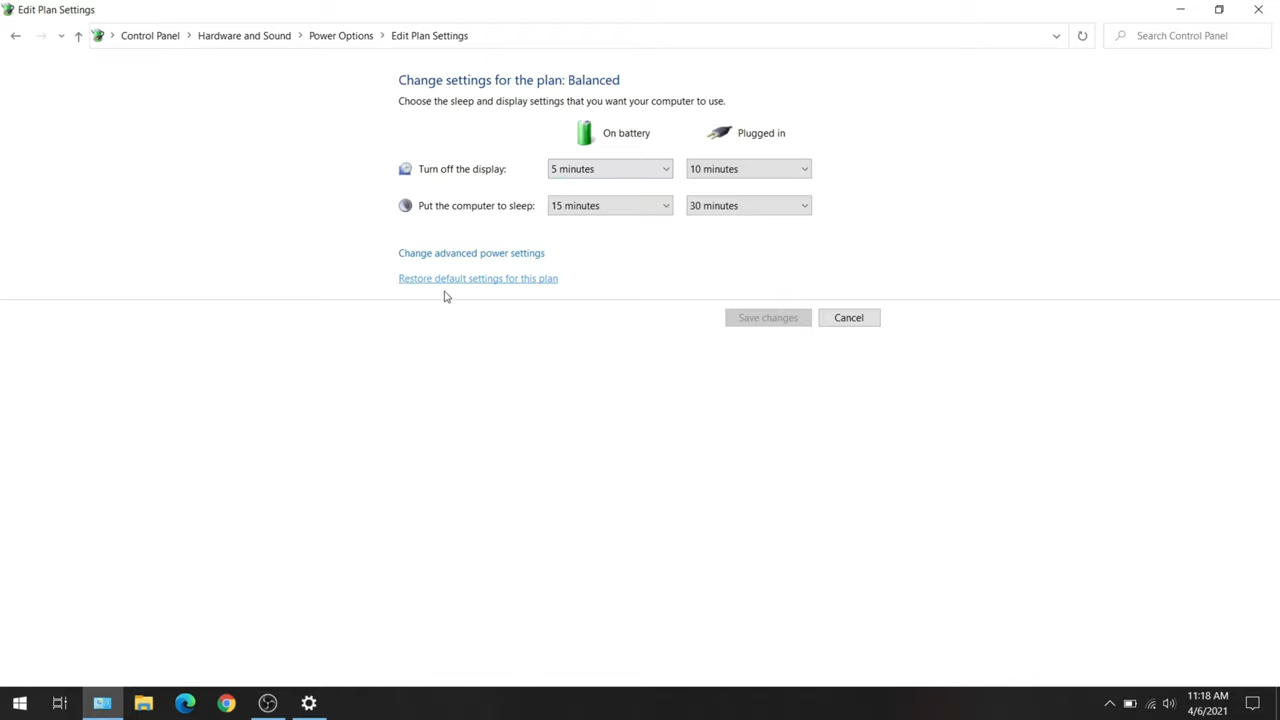 Edit Plan Settings
Control Panel > Hardware and Sound > Power Options > Edit Plan Settings
Search Control Panel
Change settings for the plan: Balanced
Choose the sleep and display settings that you want your computer to use.
On battery Plugged in
Turn off the display: 5 minutes 10 minutes
Put the computer to sleep: 15 minutes 30 minutes
Change advanced power settings
Restore default settings for this plan
Save changes Cancel
11:18 AM
4/6/2021